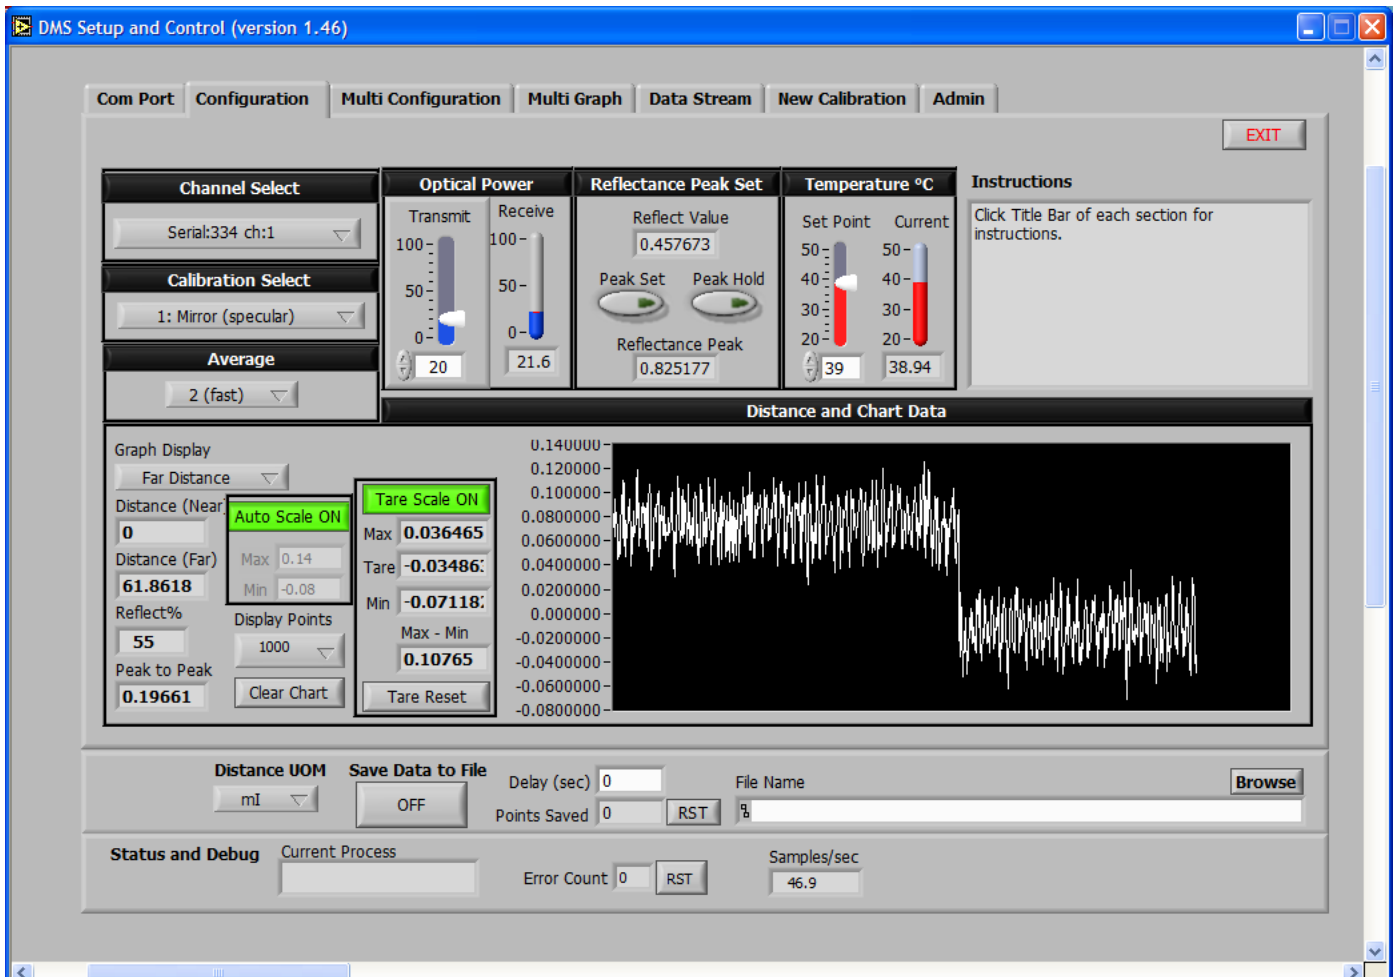 DMS Setup and Control (version 1.46)
Com Port Configuration Multi Configuration Multi Graph Data Stream New Calibration Admin
EXIT
Channel Select
Serial:334 ch:1
Calibration Select
1: Mirror (specular)
Average
2 (fast)
Optical Power
Transmit
100-
50-
0-
20
Receive
100-
50-
0-
21.6
Reflectance Peak Set
Reflect Value
0.457673
Peak Set Peak Hold
Reflectance Peak
0.825177
Temperature ºC
Set Point
50-
40-
30-
20-
39
Current
50-
40-
30-
20-
38.94
Instructions
Click Title Bar of each section for
instructions.
Distance and Chart Data
Graph Display
Far Distance
Distance (Near
0
Distance (Far)
61.8618
Reflect%
55
Peak to Peak
0.19661
Auto Scale ON
Max 0.14
Min -0.08
Display Points
1000
Clear Chart
Tare Scale ON
Max 0.036465
Tare -0.03486
Min -0.07118
Max - Min
0.10765
Tare Reset
0.140000-
0.120000-
0.100000-
0.0800000-
0.0600000-
0.0400000-
0.0200000-
0.000000-
-0.0200000-
-0.0400000-
-0.0600000-
-0.0800000-
Distance UOM
mI
Save Data to File
OFF
Delay (sec) 0
Points Saved 0 RST
File Name
Browse
Status and Debug
Current Process
Error Count 0 RST
Samples/sec
46.9